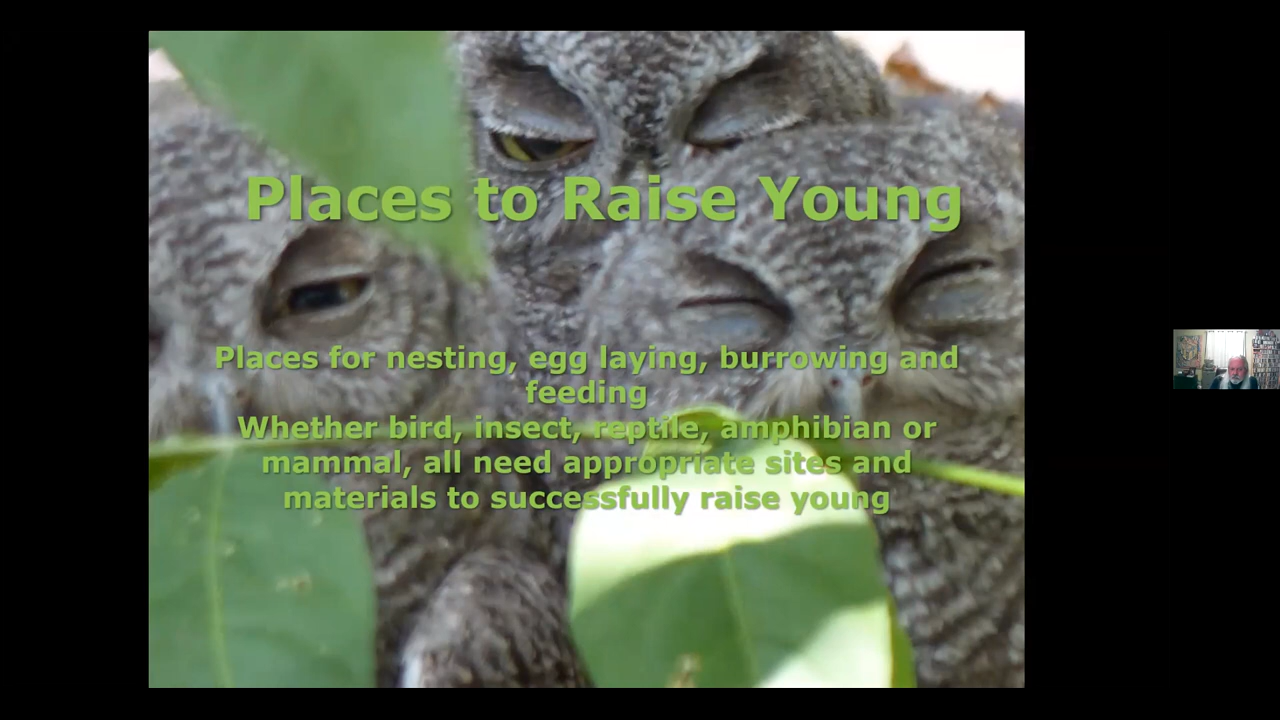 Places to Raise Young
Places for nesting, egg laying, burrowing and
feeding
Whether bird, insect, reptile, amphibian or
mammal, all need appropriate sites and
materials to successfully raise young